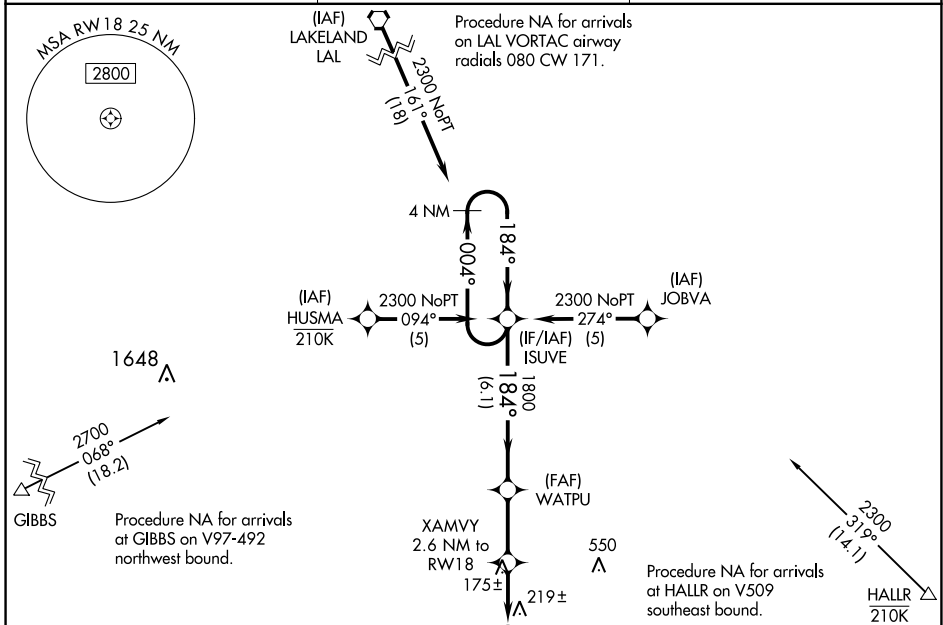 MSA RW18 25 NM
2800
(IAF)
LAKELAND
LAL
Procedure NA for arrivals
on LAL VORTAC airway
radials 080 CW 171.
2300 NoPT
161°
(18)
4 NM
004°
184°
(IAF)
HUSMA
210K
2300 NoPT
094°
(5)
(IF/IAF)
ISUVE
2300 NoPT
274°
(5)
(IAF)
JOBVA
1800
184°
(6.1)
1648
2700
068°
(18.2)
GIBBS
Procedure NA for arrivals
at GIBBS on V97-492
northwest bound.
(FAF)
WATPU
XAMVY
2.6 NM to
RW18
175±
219±
550
2300
319°
(14.1)
Procedure NA for arrivals
at HALLR on V509
southeast bound.
HALLR
210K